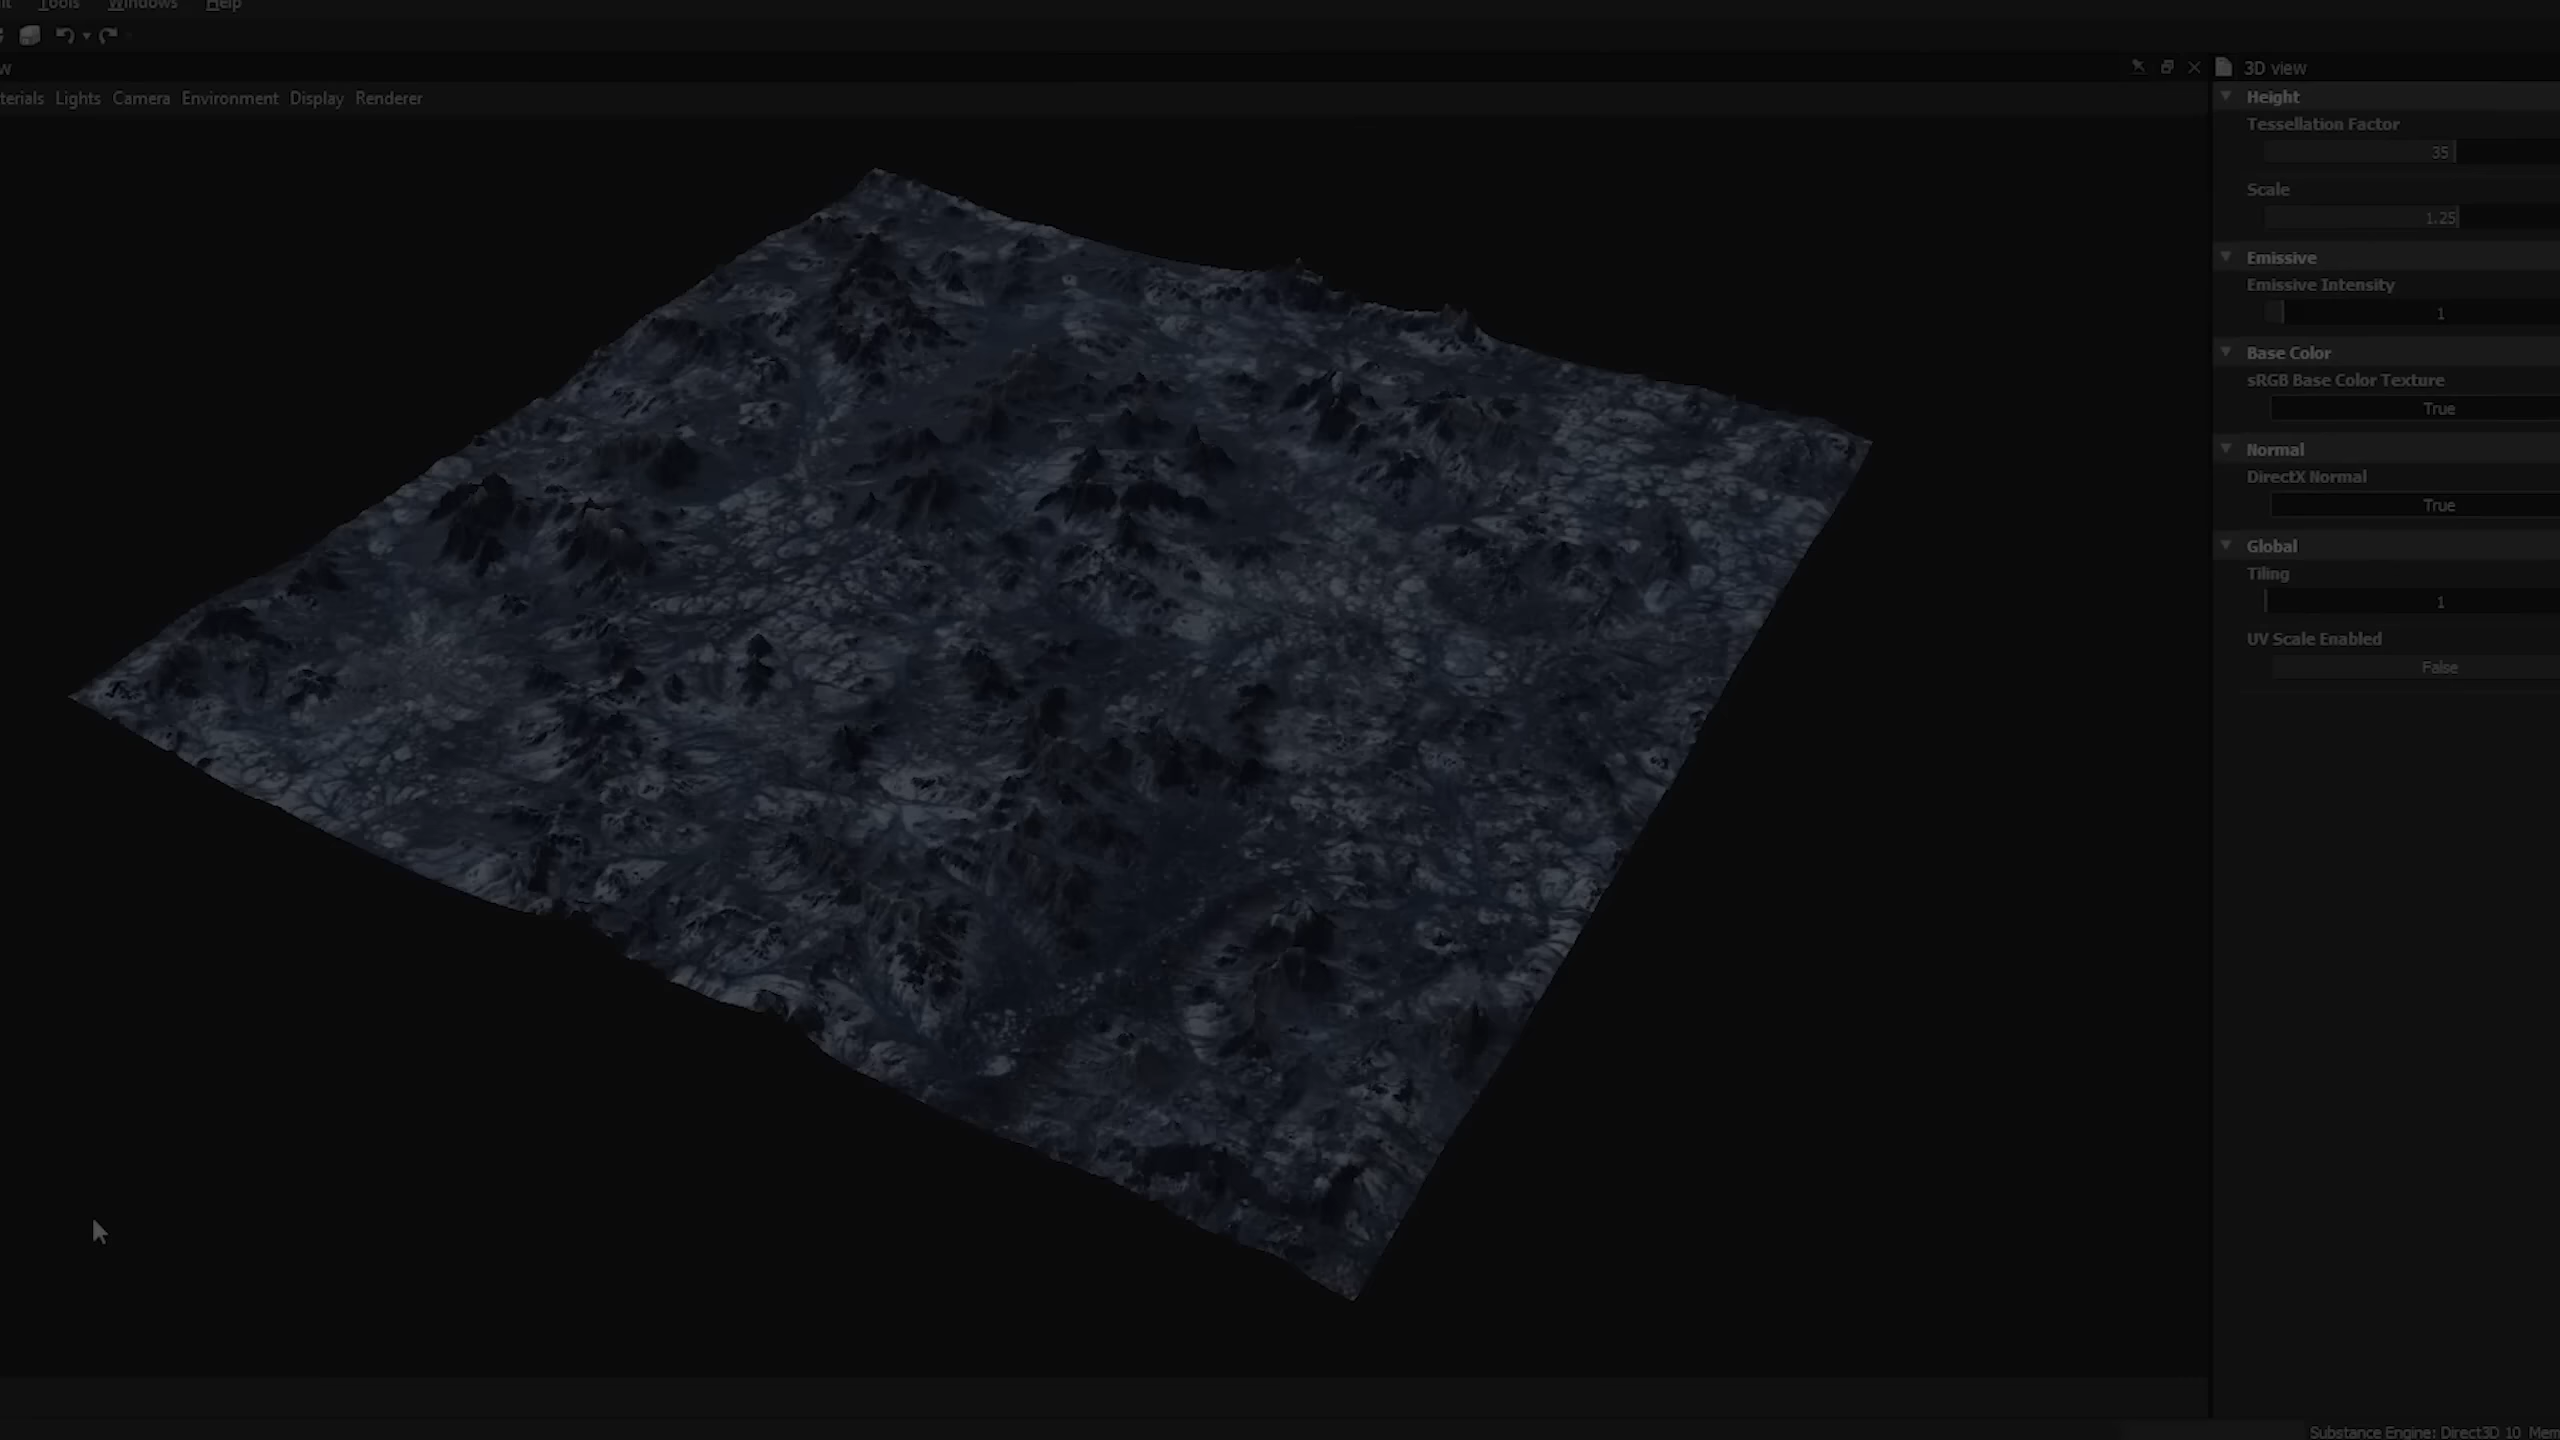 Tools Windows Help
3D view
Lights Camera Environment Display Renderer
Height
Tessellation Factor
35
Scale
1.25
Emissive
Emissive Intensity
1
Base Color
sRGB Base Color Texture
True
Normal
DirectX Normal
True
Global
Tiling
1
UV Scale Enabled
False
Substance Engine: Direct3D 10 Mem